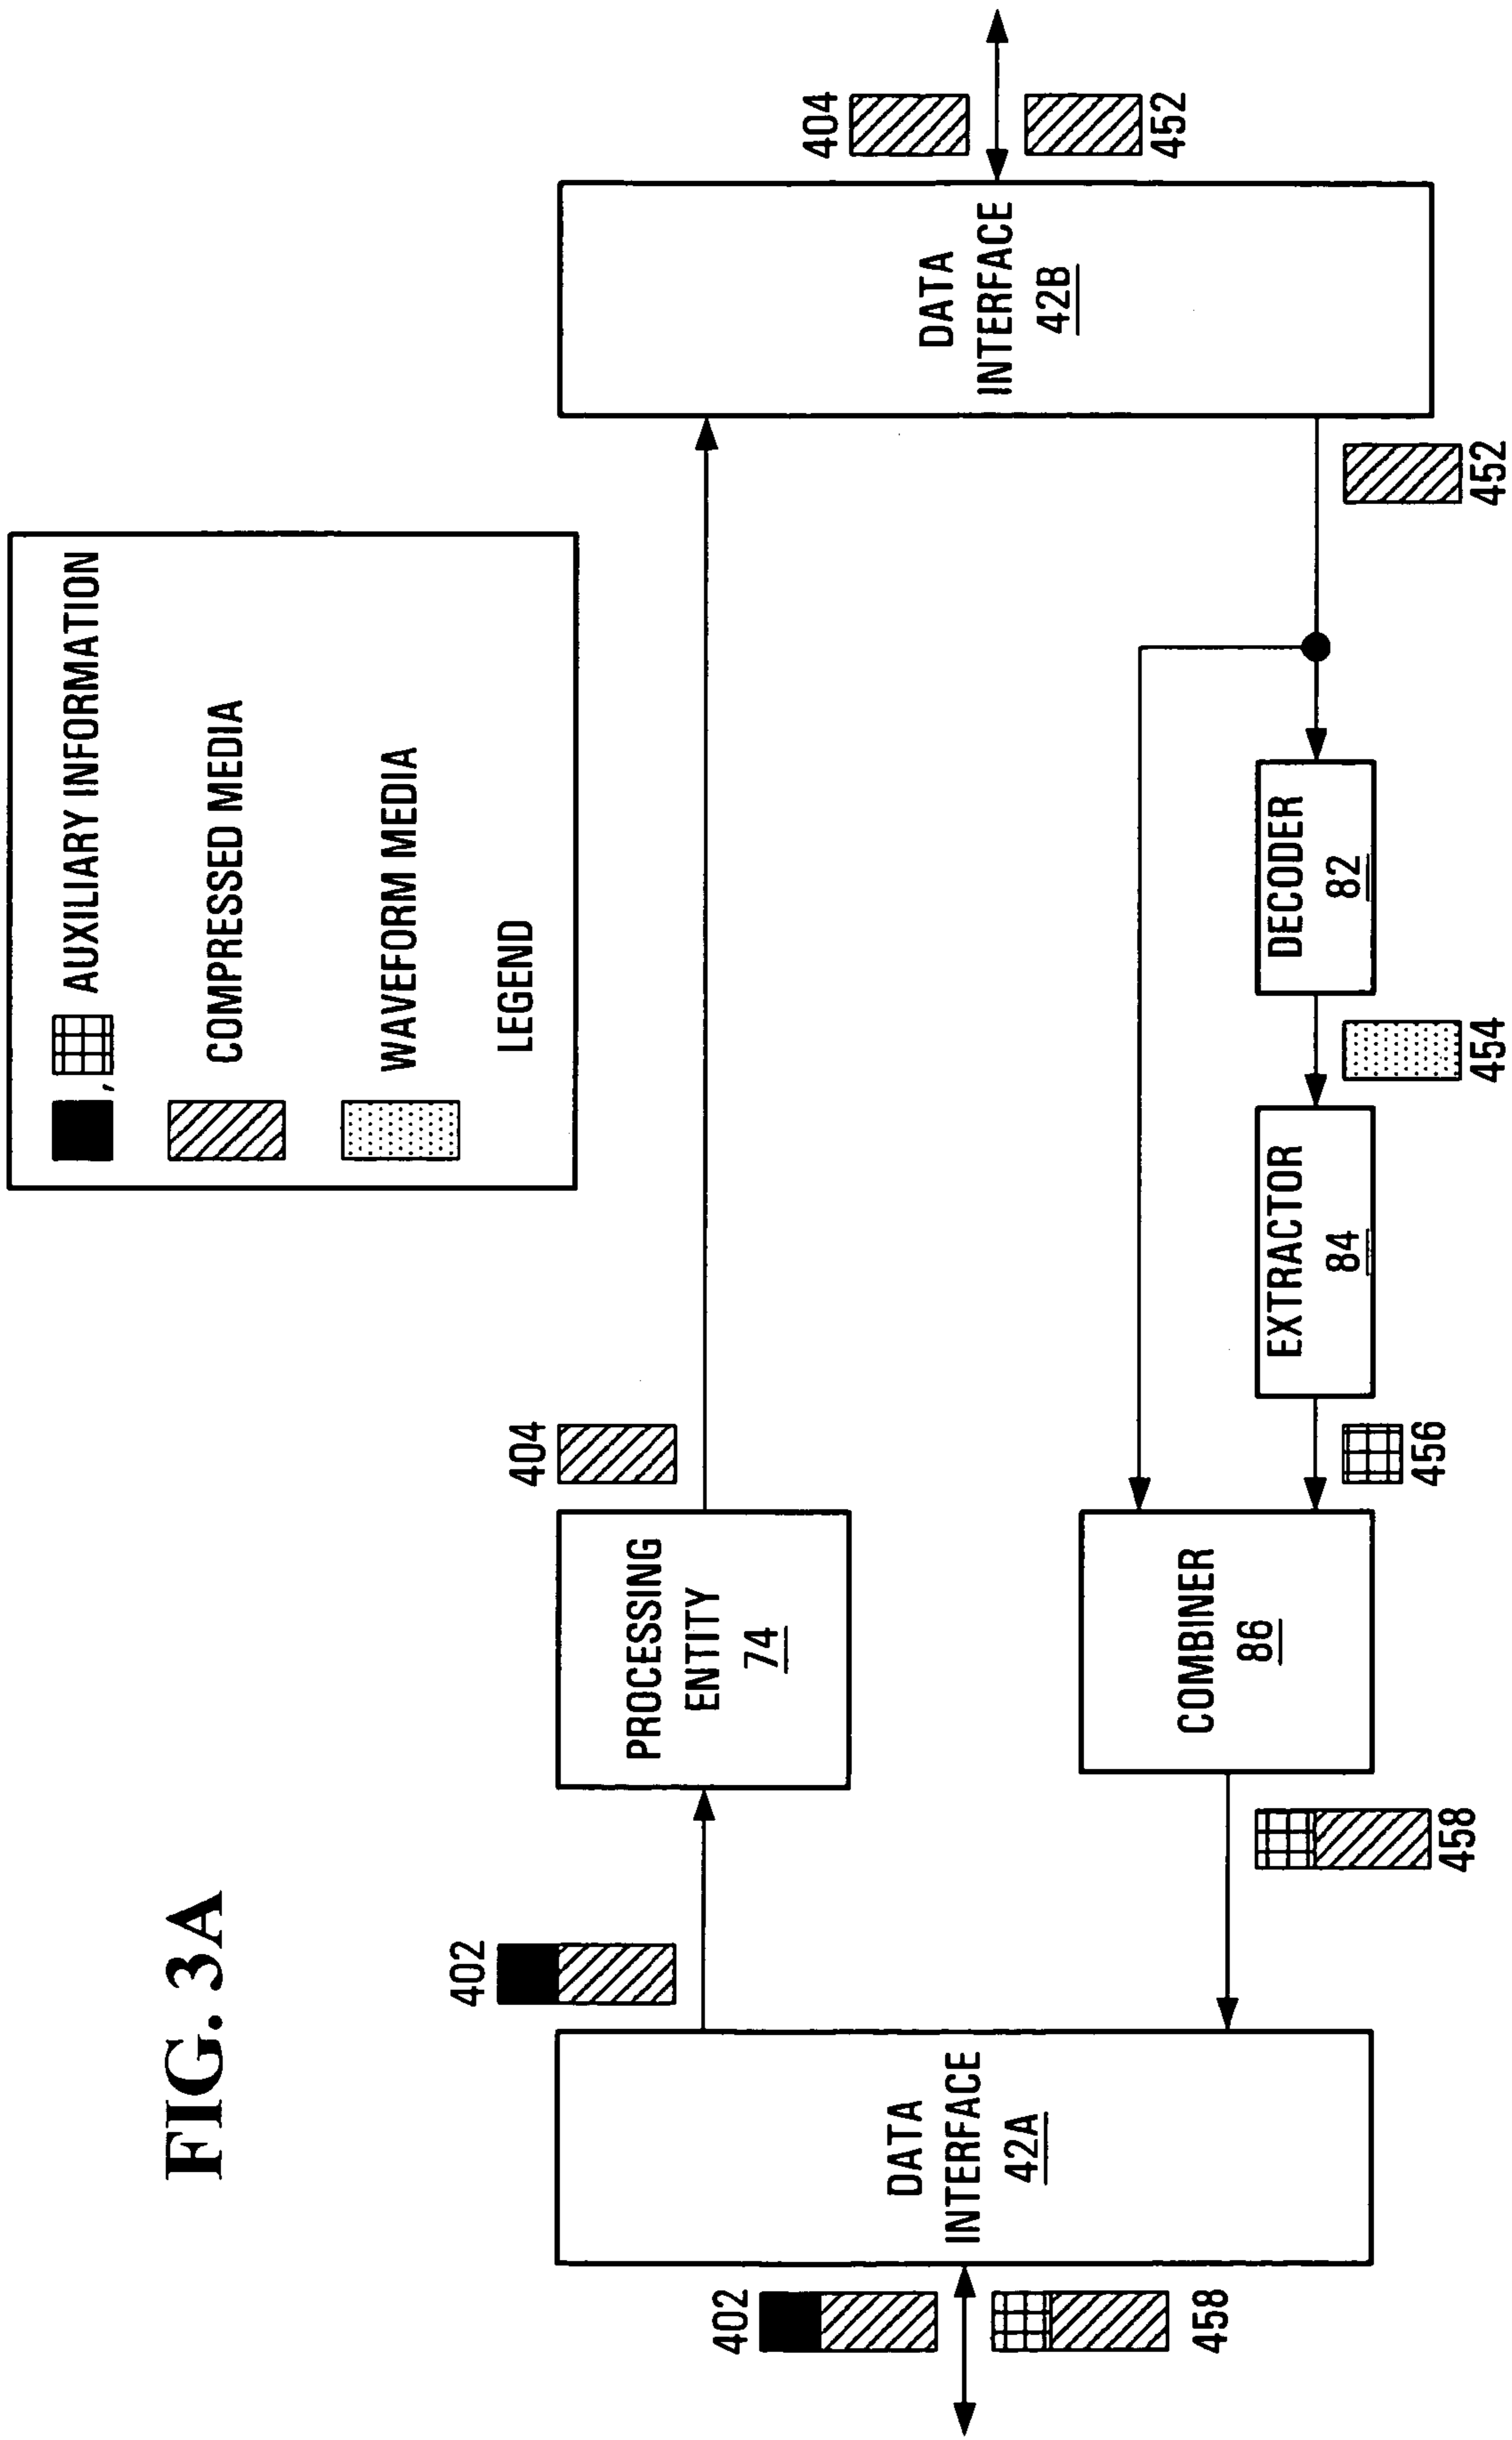 FIG. 3A
AUXILIARY INFORMATION
,
COMPRESSED MEDIA
WAVEFORM MEDIA
LEGEND
402
404
PROCESSING
ENTITY
74
402
404
DATA
INTERFACE
42A
DATA
INTERFACE
42B
458
452
COMBINER
86
EXTRACTOR
84
DECODER
82
458
456
454
452